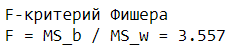 F-критерий Фишера
F = MS_b / MS_w = 3.557